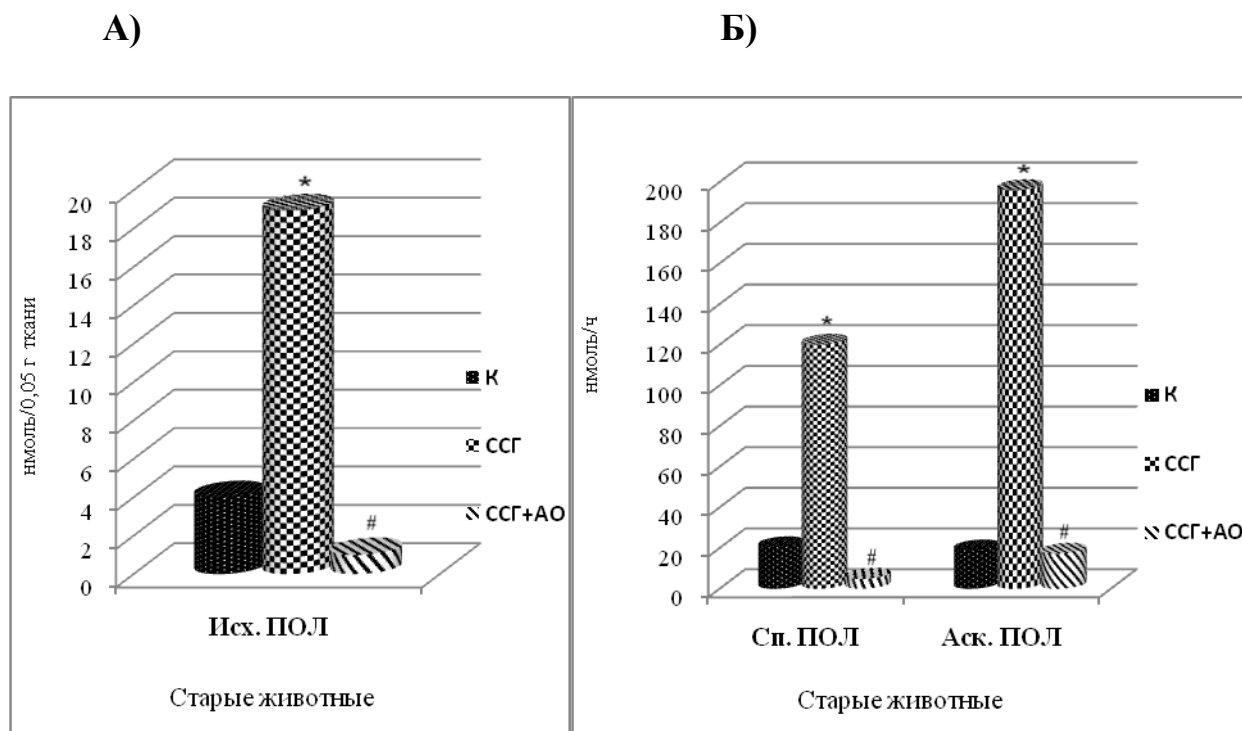 А)
Б)
нмоль/0,05 г ткани
20
18
16
14
12
10
8
6
4
2
0
*
#
К
ССГ
ССГ+АО
Исх. ПОЛ
Старые животные
нмоль/ч
200
180
160
140
120
100
80
60
40
20
0
*
#
*
#
К
ССГ
ССГ+АО
Сп. ПОЛ
Аск. ПОЛ
Старые животные